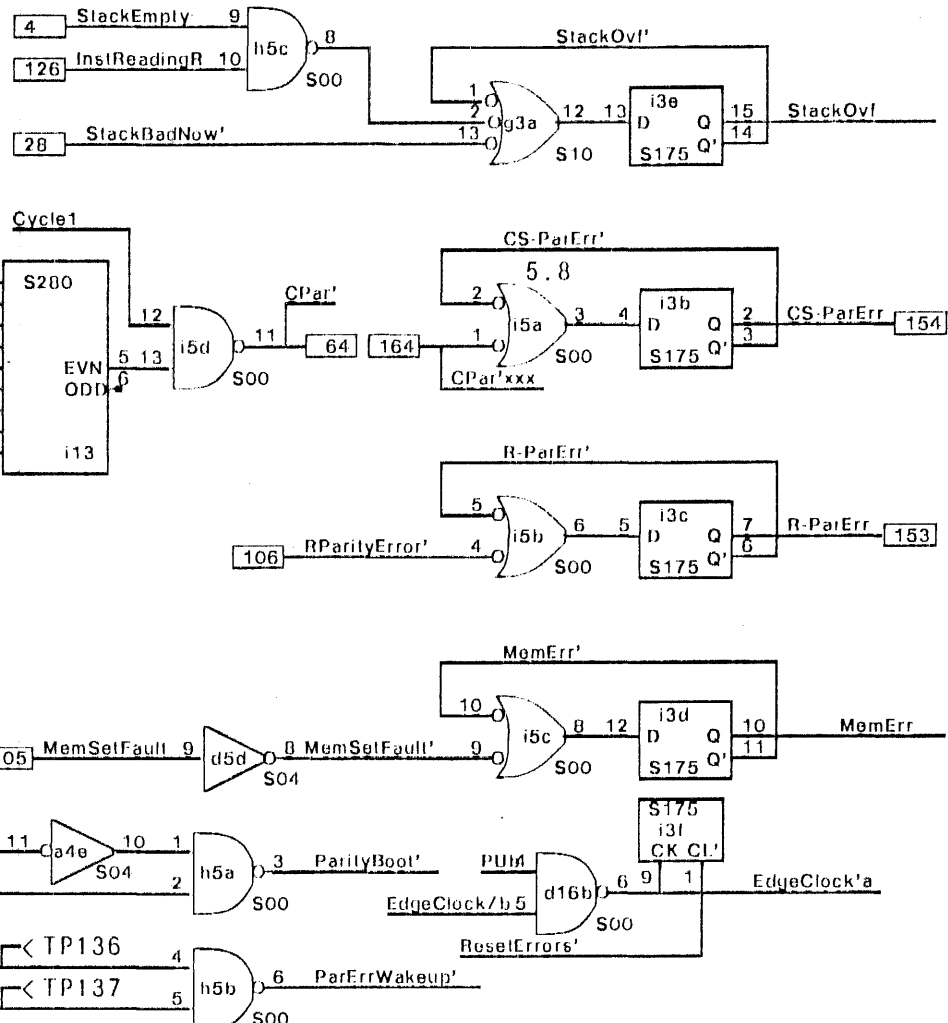 4 StackEmpty 9 h5c 8 S00
126 InstReadingR 10
28 StackBadNow' 13
StackOvf'
1 2 g3a 12 S10
13 i3e D Q 15 StackOvf
Q' 14 S175
Cycle1
S280
EVN 5 13
ODD 6
i13
12 i5d 11 S00
CPar'
64
164
CPar'xxx
CS-ParErr'
5.8
2 1 i5a 3 S00
4 i3b D Q 2 CS-ParErr 154
Q' 3 S175
R-ParErr'
106 RParityError' 4
5 i5b 6 S00
5 i3c D Q 7 R-ParErr 153
Q' 6 S175
MemErr'
05 MemSetFault 9 d5d 8 MemSetFault' 9
S04
10 i5c 8 S00
12 i3d D Q 10 MemErr
Q' 11 S175
11 a4e 10 1 S04
2 h5a 3 ParityBoot'
S00
S175
i3f
CK CL'
9 1
PU 4
EdgeClock/b 5
d16b 6 S00
EdgeClock'a
ResetErrors'
< TP136
4
< TP137
5
h5b 6 ParErrWakeup'
S00